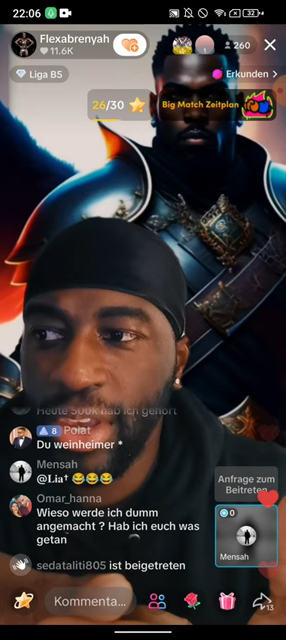 22:06
32
Flexabrenyah
11.6K
260
Liga B5
Erkunden >
26/30
Big Match Zeitplan
Heute 500k hab ich gehört
8 Polat
Du weinheimer *
Mensah
@Lia† 😂😂😂
Omar_hanna
Wieso werde ich dumm
angemacht ? Hab ich euch was
getan
sedataliti805 ist beigetreten
Anfrage zum
Beitreten
0
Mensah
Kommenta...
13